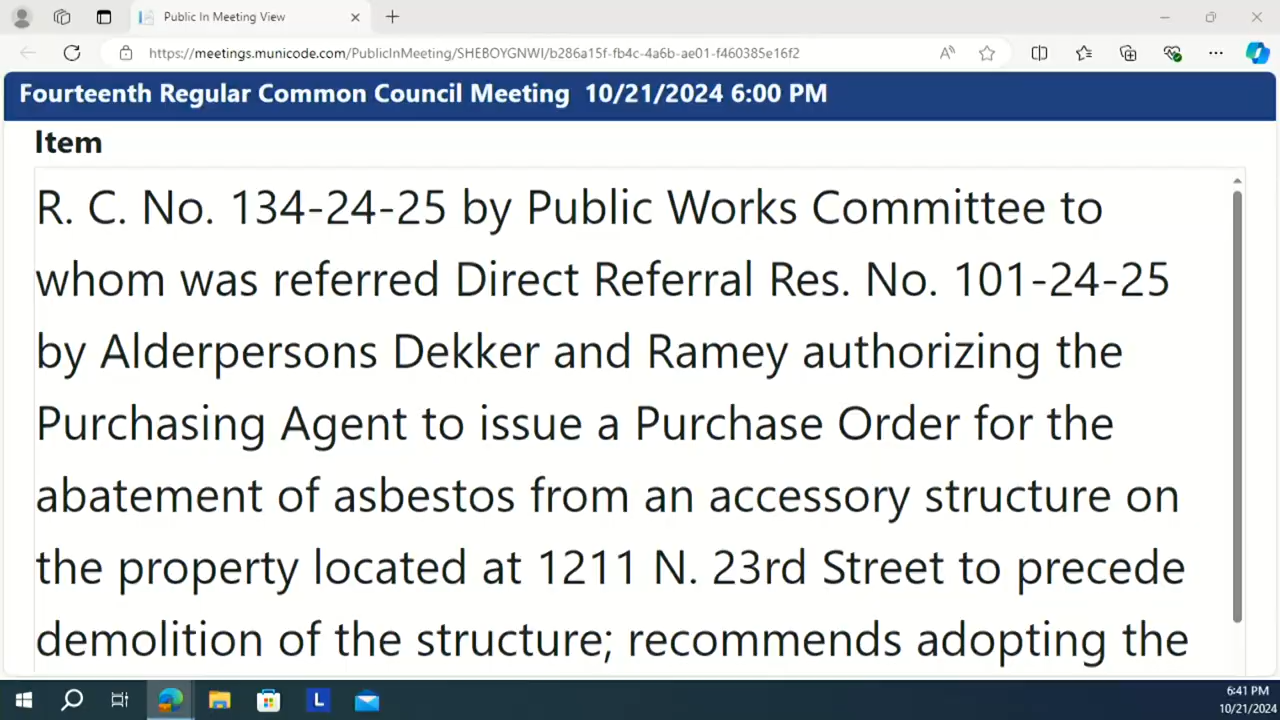 Public In Meeting View
https://meetings.municode.com/PublicInMeeting/SHEBOYGNWI/b286a15f-fb4c-4a6b-ae01-f460385e16f2
Fourteenth Regular Common Council Meeting 10/21/2024 6:00 PM
Item
R. C. No. 134-24-25 by Public Works Committee to
whom was referred Direct Referral Res. No. 101-24-25
by Alderpersons Dekker and Ramey authorizing the
Purchasing Agent to issue a Purchase Order for the
abatement of asbestos from an accessory structure on
the property located at 1211 N. 23rd Street to precede
demolition of the structure; recommends adopting the
L
6:41 PM
10/21/2024